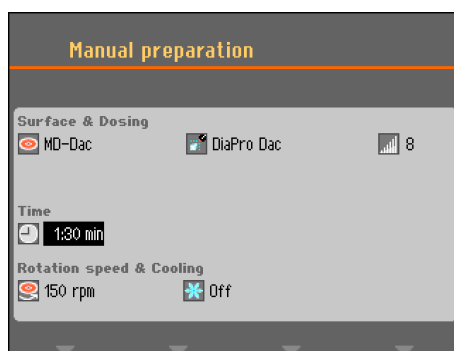 Manual preparation
Surface & Dosing
MD-Dac DiaPro Dac 8
Time
1:30 min
Rotation speed & Cooling
150 rpm Off